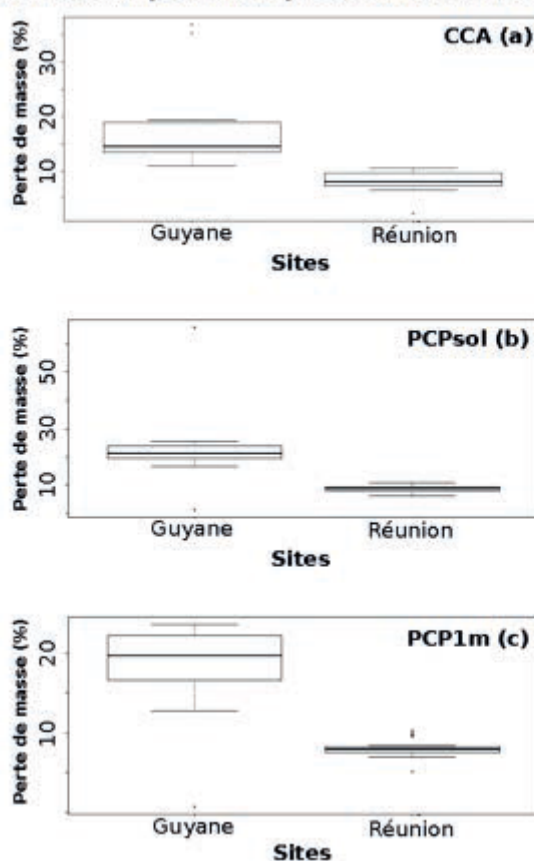 CCA (a)
Perte de masse (%)
30
20
10
Guyane
Réunion
Sites
PCPsol (b)
Perte de masse (%)
50
30
10
Guyane
Réunion
Sites
PCP1m (c)
Perte de masse (%)
20
10
Guyane
Réunion
Sites